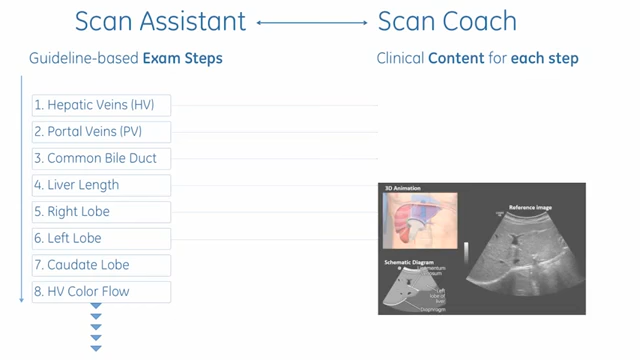 Scan Assistant
Scan Coach
Guideline-based Exam Steps
Clinical Content for each step
1. Hepatic Veins (HV)
2. Portal Veins (PV)
3. Common Bile Duct
4. Liver Length
5. Right Lobe
6. Left Lobe
7. Caudate Lobe
8. HV Color Flow
3D Animation
Reference image
Schematic Diagram
Left
lobe of
liver
Diaphragm